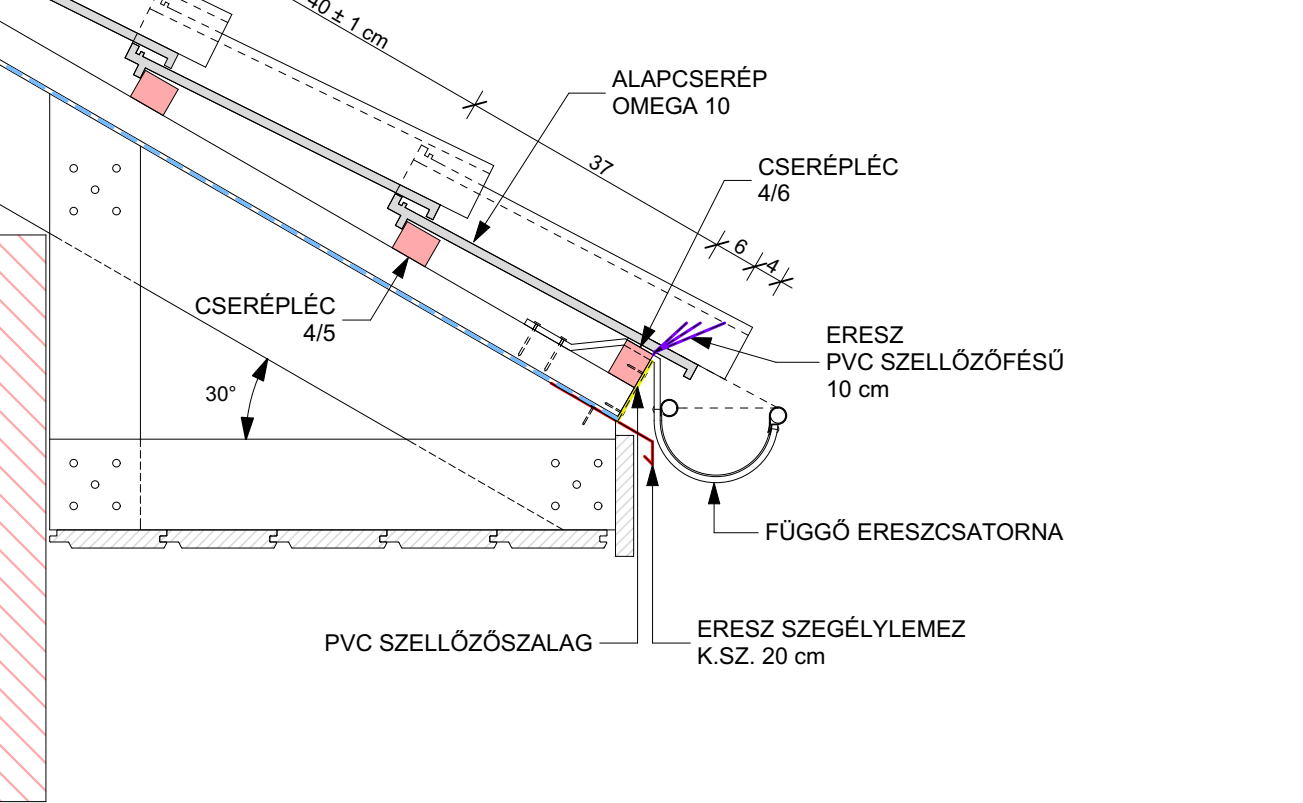 40 ± 1 cm
ALAPCSERÉP
OMEGA 10
37
CSERÉPLÉC
4/6
6
4
CSERÉPLÉC
4/5
ERESZ
PVC SZELLŐZŐFÉSŰ
10 cm
30°
FÜGGŐ ERESZCSATORNA
PVC SZELLŐZŐSZALAG
ERESZ SZEGÉLYLEMEZ
K.SZ. 20 cm